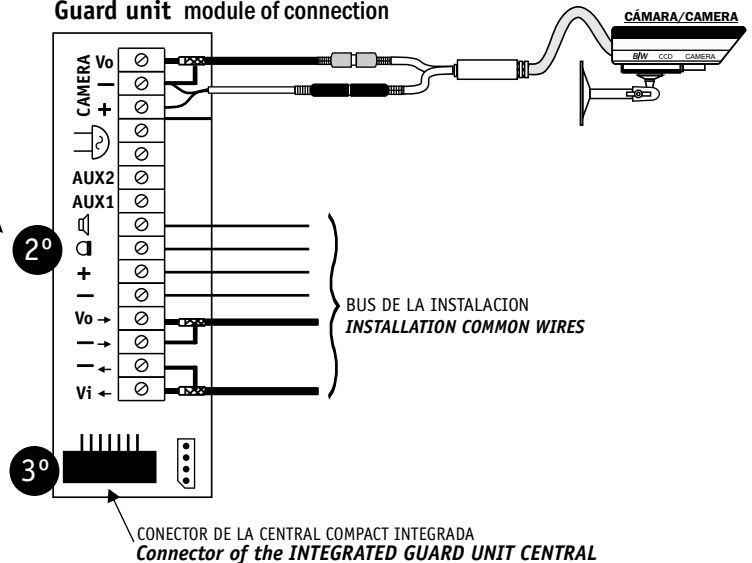 Guard unit module of connection
CÁMARA/CAMERA
B/W CCD CAMERA
CAMERA
Vo
—
+
AUX2
AUX1
2º
+
—
Vo →
— →
— ←
Vi ←
BUS DE LA INSTALACION
INSTALLATION COMMON WIRES
3º
CONECTOR DE LA CENTRAL COMPACT INTEGRADA
Connector of the INTEGRATED GUARD UNIT CENTRAL